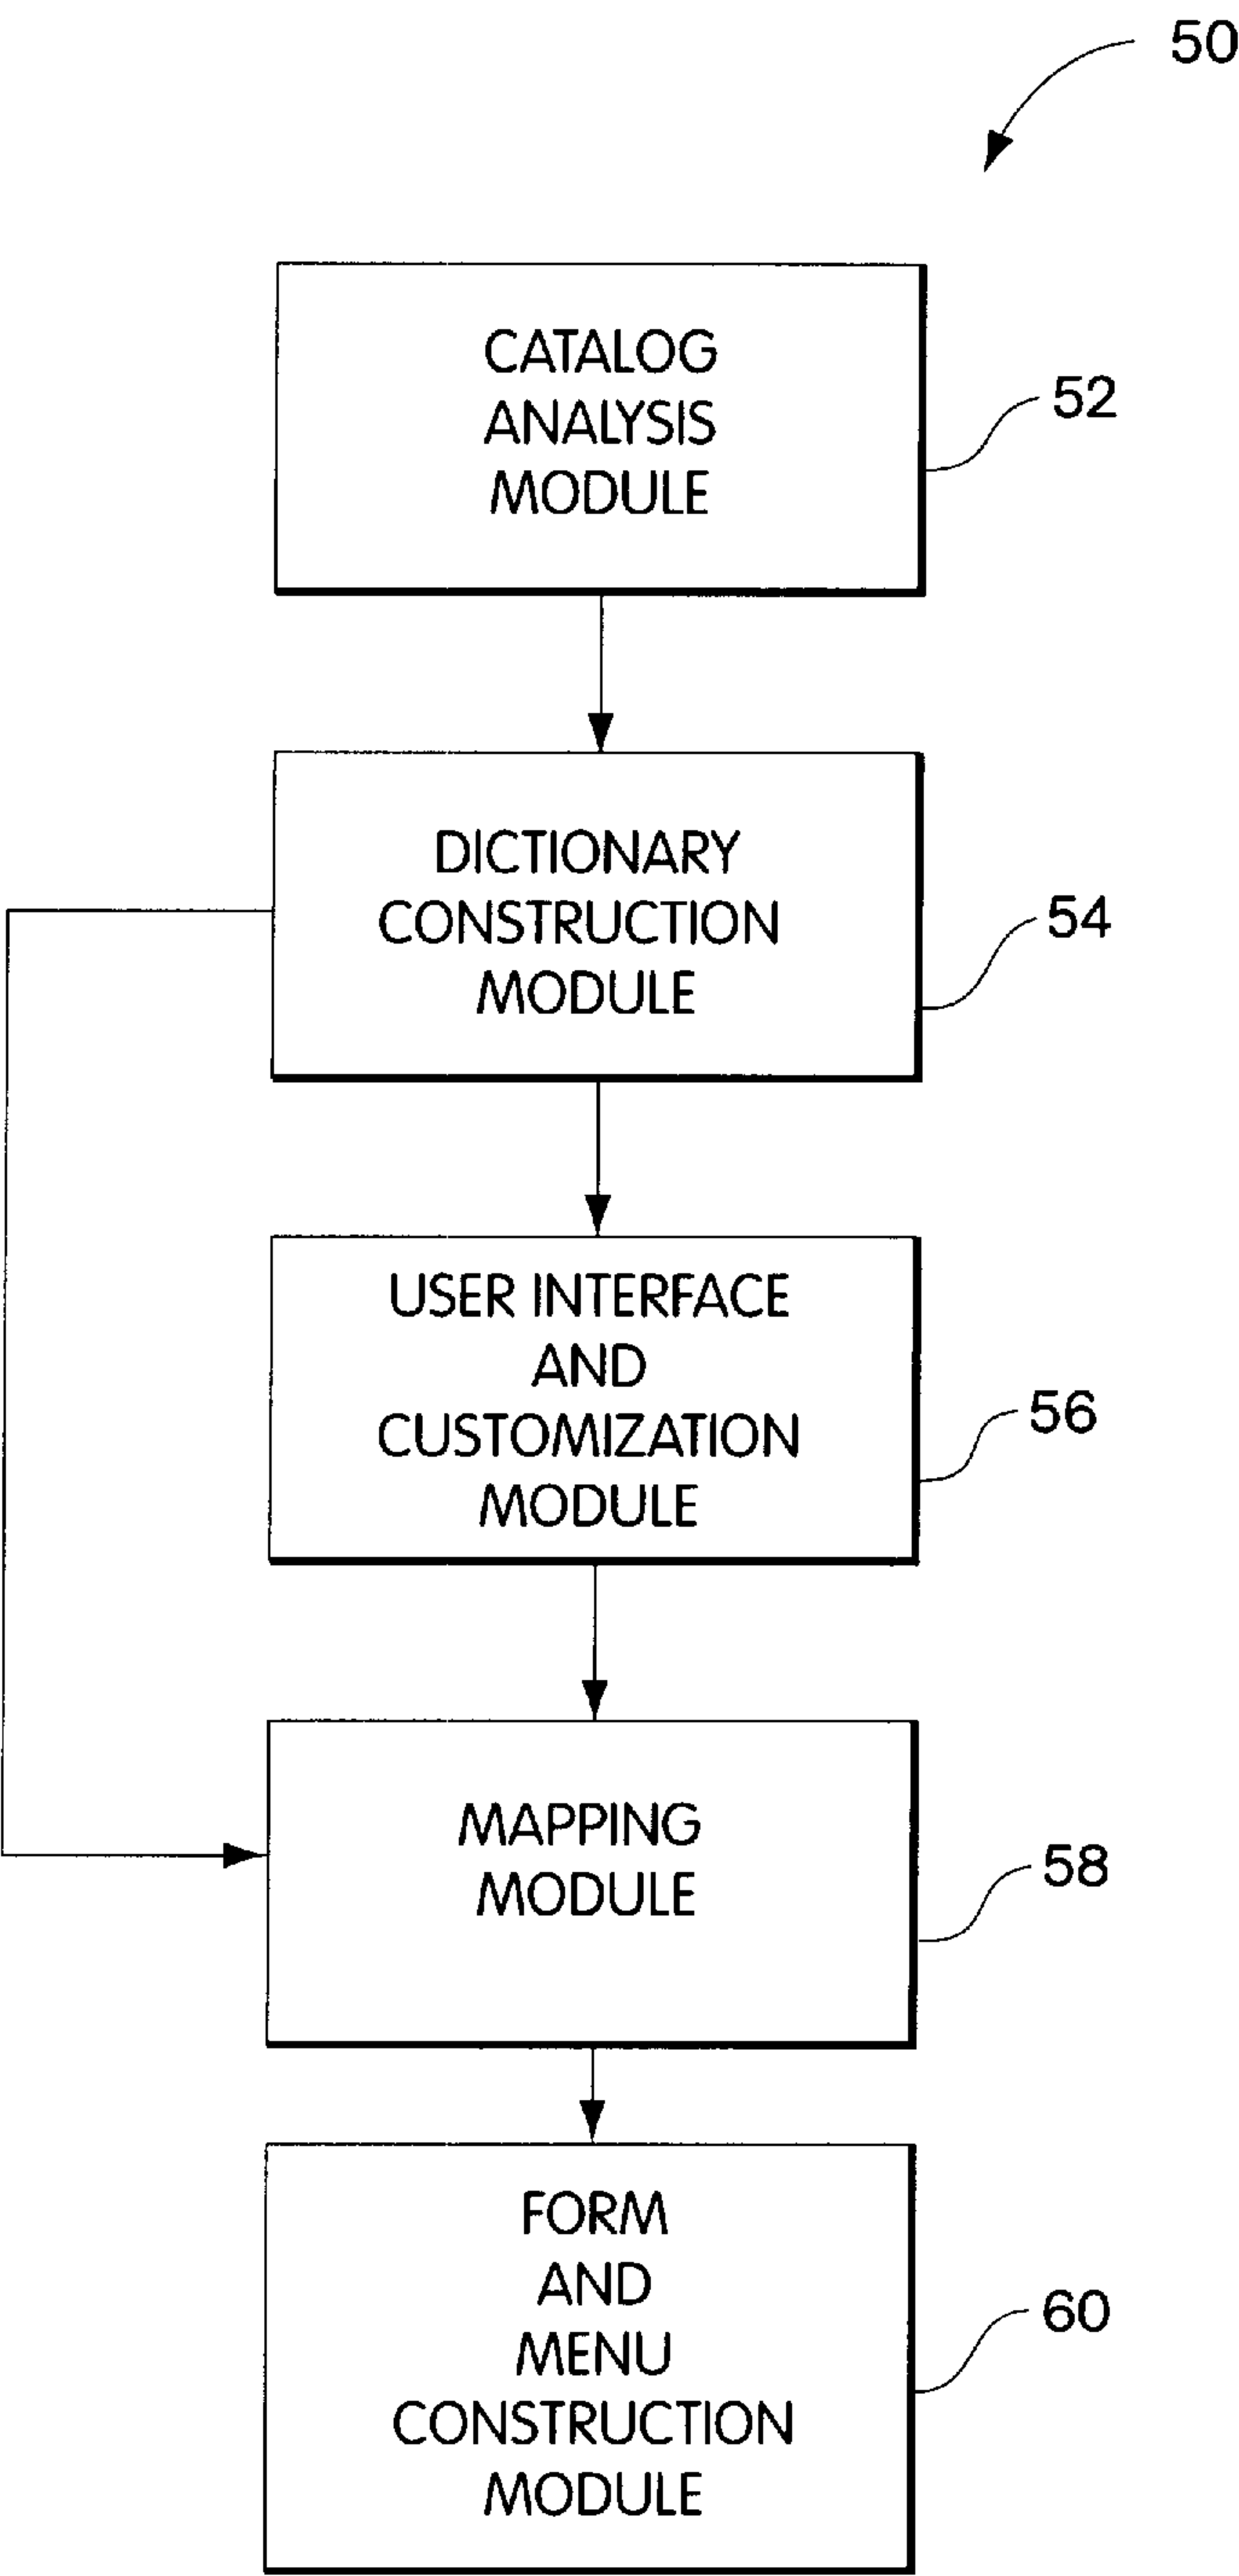 50
CATALOG
ANALYSIS
MODULE
52
DICTIONARY
CONSTRUCTION
MODULE
54
USER INTERFACE
AND
CUSTOMIZATION
MODULE
56
MAPPING
MODULE
58
FORM
AND
MENU
CONSTRUCTION
MODULE
60